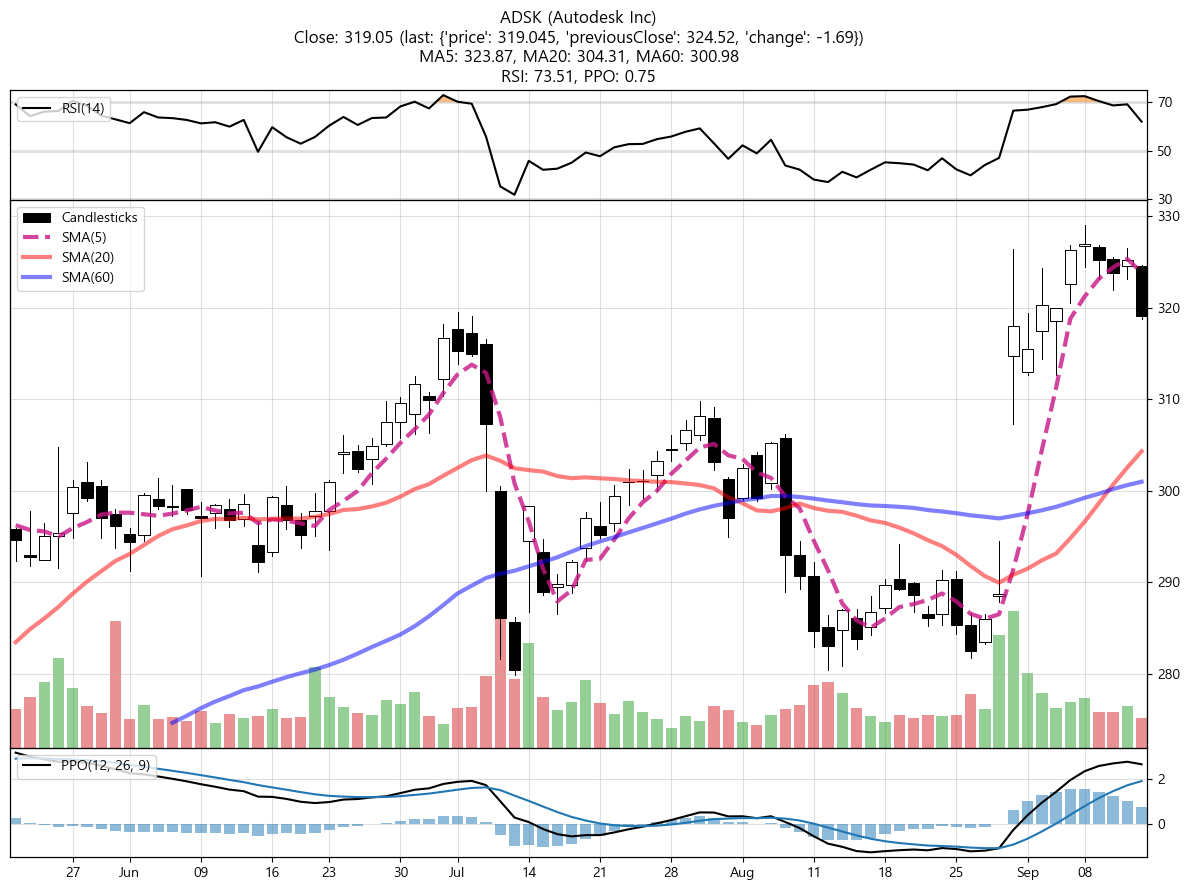 ADSK (Autodesk Inc)
Close: 319.05 (last: {'price': 319.045, 'previousClose': 324.52, 'change': -1.69})
MA5: 323.87, MA20: 304.31, MA60: 300.98
RSI: 73.51, PPO: 0.75
RSI(14)
70
50
30
Candlesticks
SMA(5)
SMA(20)
SMA(60)
330
320
310
300
290
280
PPO(12, 26, 9)
2
0
27 Jun 09 16 23 30 Jul 14 21 28 Aug 11 18 25 Sep 08